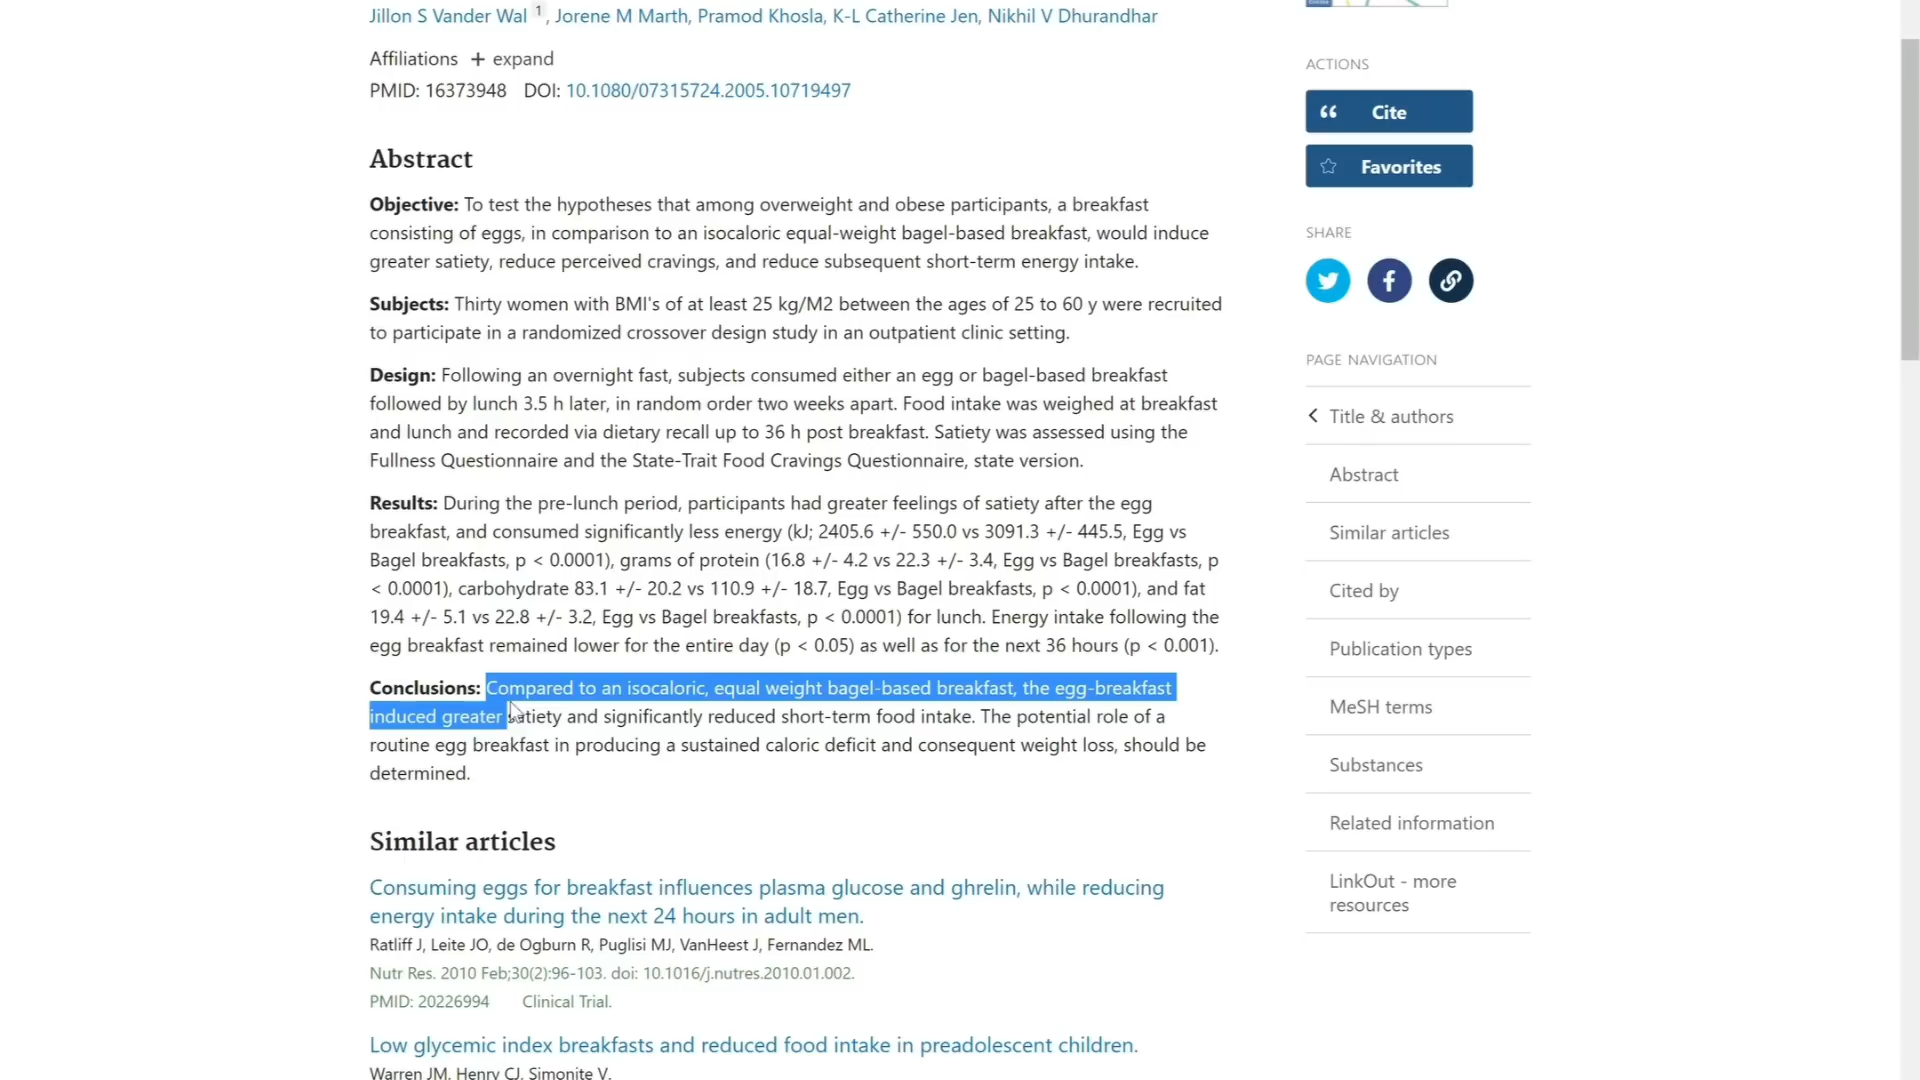 Jillon S Vander Wal 1, Jorene M Marth, Pramod Khosla, K-L Catherine Jen, Nikhil V Dhurandhar
Affiliations + expand
PMID: 16373948 DOI: 10.1080/07315724.2005.10719497
Abstract
Objective: To test the hypotheses that among overweight and obese participants, a breakfast
consisting of eggs, in comparison to an isocaloric equal-weight bagel-based breakfast, would induce
greater satiety, reduce perceived cravings, and reduce subsequent short-term energy intake.
Subjects: Thirty women with BMI's of at least 25 kg/M2 between the ages of 25 to 60 y were recruited
to participate in a randomized crossover design study in an outpatient clinic setting.
Design: Following an overnight fast, subjects consumed either an egg or bagel-based breakfast
followed by lunch 3.5 h later, in random order two weeks apart. Food intake was weighed at breakfast
and lunch and recorded via dietary recall up to 36 h post breakfast. Satiety was assessed using the
Fullness Questionnaire and the State-Trait Food Cravings Questionnaire, state version.
Results: During the pre-lunch period, participants had greater feelings of satiety after the egg
breakfast, and consumed significantly less energy (kJ; 2405.6 +/- 550.0 vs 3091.3 +/- 445.5, Egg vs
Bagel breakfasts, p < 0.0001), grams of protein (16.8 +/- 4.2 vs 22.3 +/- 3.4, Egg vs Bagel breakfasts, p
< 0.0001), carbohydrate 83.1 +/- 20.2 vs 110.9 +/- 18.7, Egg vs Bagel breakfasts, p < 0.0001), and fat
19.4 +/- 5.1 vs 22.8 +/- 3.2, Egg vs Bagel breakfasts, p < 0.0001) for lunch. Energy intake following the
egg breakfast remained lower for the entire day (p < 0.05) as well as for the next 36 hours (p < 0.001).
Conclusions: Compared to an isocaloric, equal weight bagel-based breakfast, the egg-breakfast
induced greater satiety and significantly reduced short-term food intake. The potential role of a
routine egg breakfast in producing a sustained caloric deficit and consequent weight loss, should be
determined.
Similar articles
Consuming eggs for breakfast influences plasma glucose and ghrelin, while reducing
energy intake during the next 24 hours in adult men.
Ratliff J, Leite JO, de Ogburn R, Puglisi MJ, VanHeest J, Fernandez ML.
Nutr Res. 2010 Feb;30(2):96-103. doi: 10.1016/j.nutres.2010.01.002.
PMID: 20226994 Clinical Trial.
Low glycemic index breakfasts and reduced food intake in preadolescent children.
Warren JM, Henry CJ, Simonite V.
ACTIONS
Cite
Favorites
SHARE
PAGE NAVIGATION
Title & authors
Abstract
Similar articles
Cited by
Publication types
MeSH terms
Substances
Related information
LinkOut - more
resources